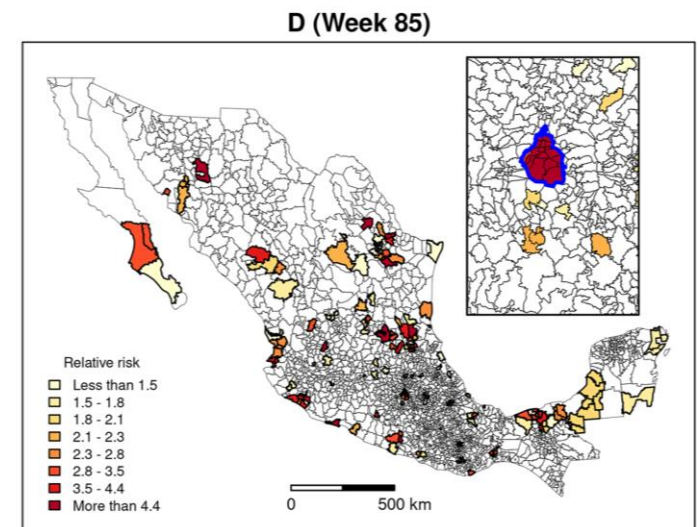 D (Week 85)
Relative risk
Less than 1.5
1.5 - 1.8
1.8 - 2.1
2.1 - 2.3
2.3 - 2.8
2.8 - 3.5
3.5 - 4.4
More than 4.4
0 500 km